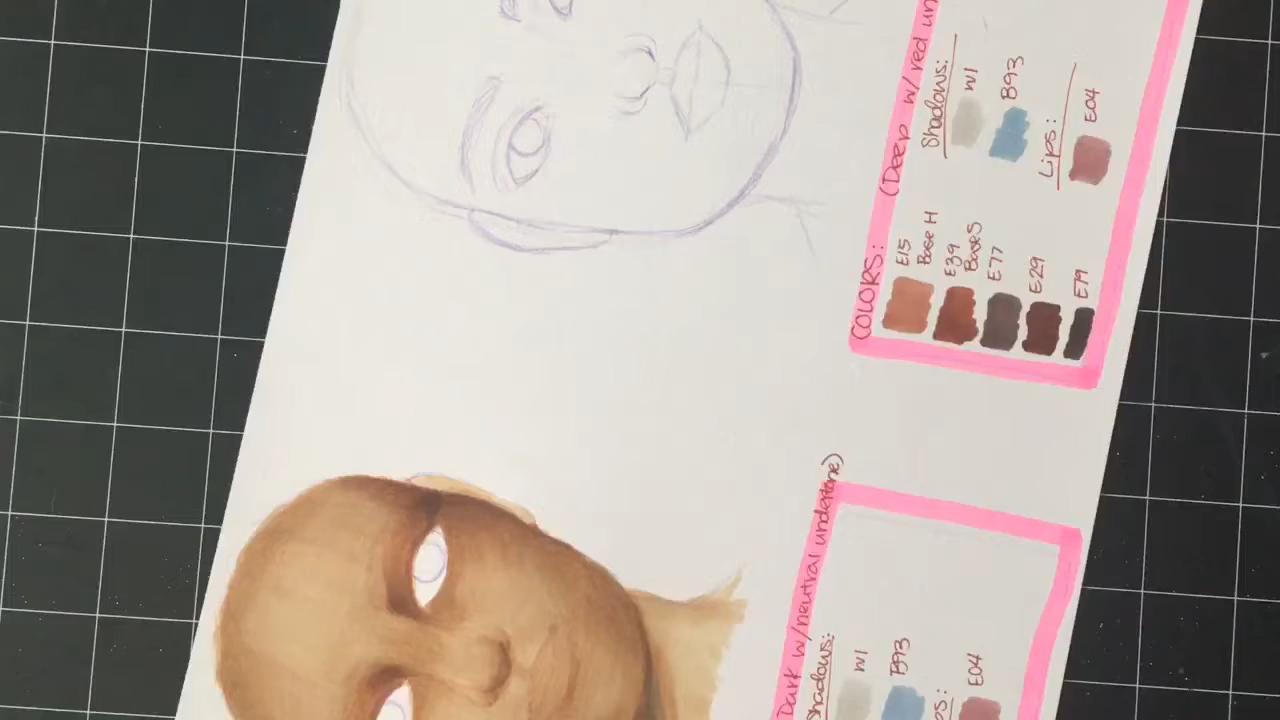 COLORS: (Deep w/ red un
E15
Base H
E39
Base S
E77
E29
E79
Shadows:
W1
B93
Lips:
E04
Dark w/neutral undertone)
Shadows:
W1
B93
ps:
E04